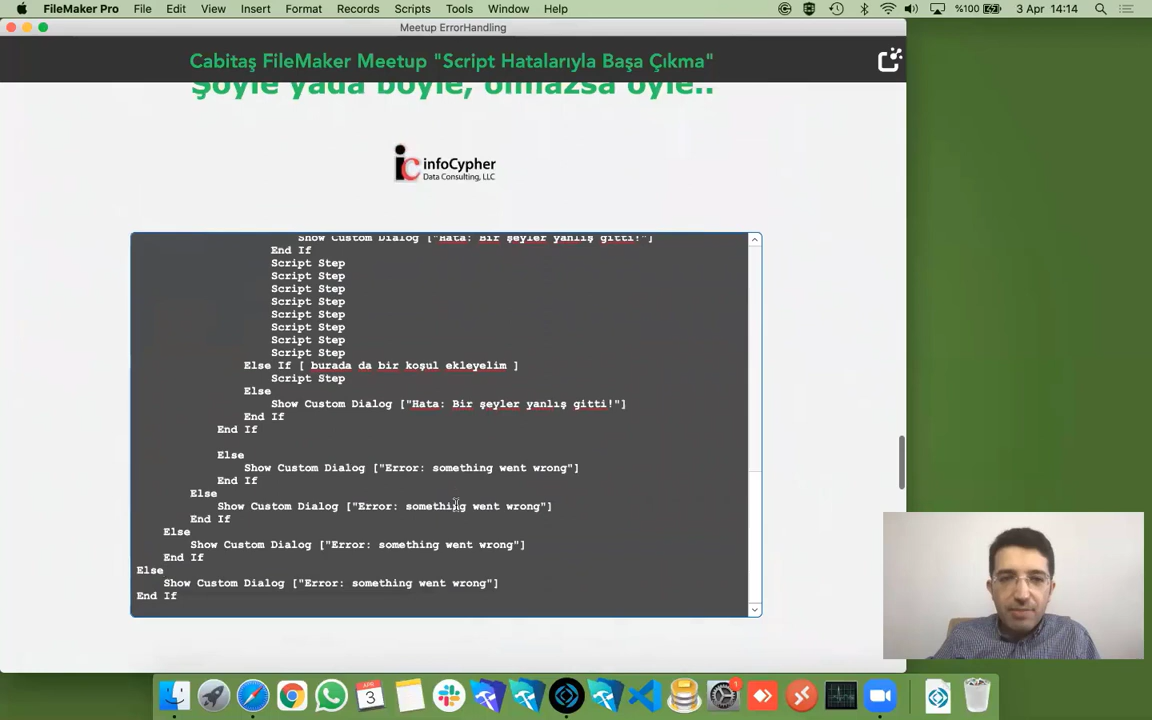 FileMaker Pro File Edit View Insert Format Records Scripts Tools Window Help %100 3 Apr 14:14
Meetup ErrorHandling
Cabitaş FileMaker Meetup "Script Hatalarıyla Başa Çıkma"
Şöyle yada böyle, olmazsa öyle..
ic infoCypher
Data Consulting, LLC
Show Custom Dialog ["Hata: Bir şeyler yanlış gitti!"]
End If
Script Step
Script Step
Script Step
Script Step
Script Step
Script Step
Script Step
Script Step
Else If [ burada da bir koşul ekleyelim ]
Script Step
Else
Show Custom Dialog ["Hata: Bir şeyler yanlış gitti!"]
End If
End If
Else
Show Custom Dialog ["Error: something went wrong"]
End If
Else
Show Custom Dialog ["Error: something went wrong"]
End If
Else
Show Custom Dialog ["Error: something went wrong"]
End If
Else
Show Custom Dialog ["Error: something went wrong"]
End If
APR
3
1